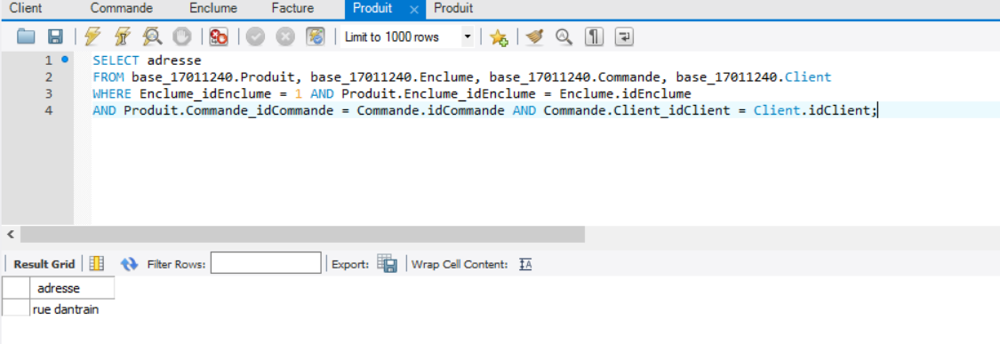 Client Commande Enclume Facture Produit × Produit
Limit to 1000 rows
1 SELECT adresse
2 FROM base_17011240.Produit, base_17011240.Enclume, base_17011240.Commande, base_17011240.Client
3 WHERE Enclume_idEnclume = 1 AND Produit.Enclume_idEnclume = Enclume.idEnclume
4 AND Produit.Commande_idCommande = Commande.idCommande AND Commande.Client_idClient = Client.idClient;
Result Grid Filter Rows: Export: Wrap Cell Content: IA
adresse
rue dantrain